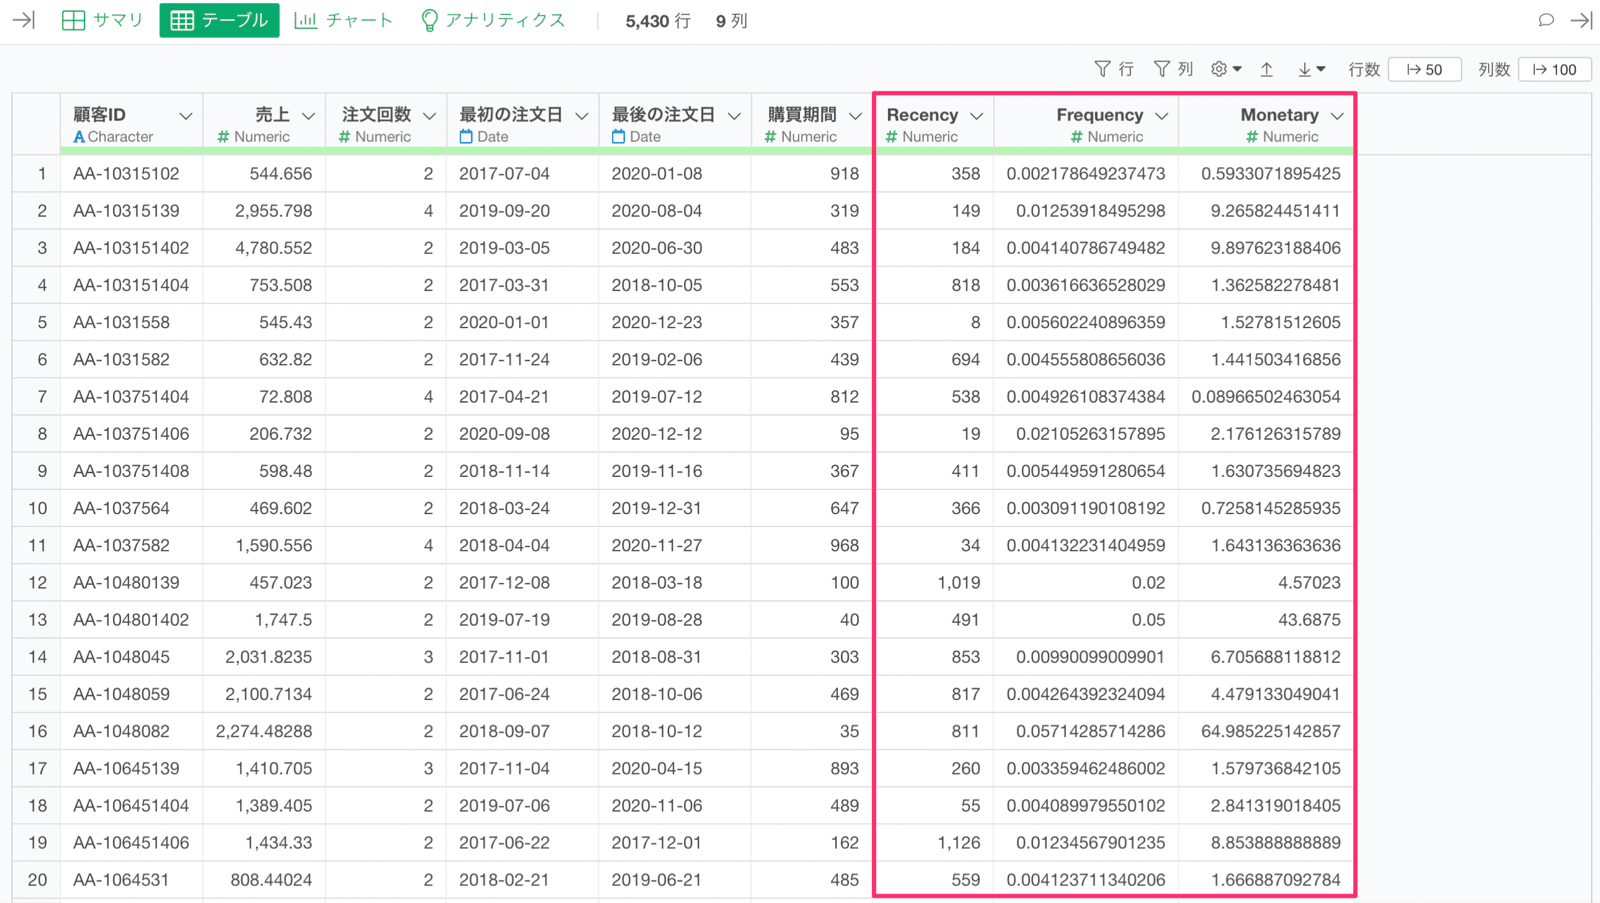 サマリ テーブル チャート アナリティクス 5,430 行 9 列
行 列 行数 50 列数 100
顧客ID 売上 注文回数 最初の注文日 最後の注文日 購買期間 Recency Frequency Monetary
A Character # Numeric # Numeric Date Date # Numeric # Numeric # Numeric # Numeric
1 AA-10315102 544.656 2 2017-07-04 2020-01-08 918 358 0.002178649237473 0.5933071895425
2 AA-10315139 2,955.798 4 2019-09-20 2020-08-04 319 149 0.01253918495298 9.265824451411
3 AA-103151402 4,780.552 2 2019-03-05 2020-06-30 483 184 0.004140786749482 9.897623188406
4 AA-103151404 753.508 2 2017-03-31 2018-10-05 553 818 0.003616636528029 1.362582278481
5 AA-1031558 545.43 2 2020-01-01 2020-12-23 357 8 0.005602240896359 1.52781512605
6 AA-1031582 632.82 2 2017-11-24 2019-02-06 439 694 0.004555808656036 1.441503416856
7 AA-103751404 72.808 4 2017-04-21 2019-07-12 812 538 0.004926108374384 0.08966502463054
8 AA-103751406 206.732 2 2020-09-08 2020-12-12 95 19 0.02105263157895 2.176126315789
9 AA-103751408 598.48 2 2018-11-14 2019-11-16 367 411 0.005449591280654 1.630735694823
10 AA-1037564 469.602 2 2018-03-24 2019-12-31 647 366 0.003091190108192 0.7258145285935
11 AA-1037582 1,590.556 4 2018-04-04 2020-11-27 968 34 0.004132231404959 1.643136363636
12 AA-10480139 457.023 2 2017-12-08 2018-03-18 100 1,019 0.02 4.57023
13 AA-104801402 1,747.5 2 2019-07-19 2019-08-28 40 491 0.05 43.6875
14 AA-1048045 2,031.8235 3 2017-11-01 2018-08-31 303 853 0.00990099009901 6.705688118812
15 AA-1048059 2,100.7134 2 2017-06-24 2018-10-06 469 817 0.004264392324094 4.479133049041
16 AA-1048082 2,274.48288 2 2018-09-07 2018-10-12 35 811 0.05714285714286 64.985225142857
17 AA-10645139 1,410.705 3 2017-11-04 2020-04-15 893 260 0.003359462486002 1.579736842105
18 AA-106451404 1,389.405 2 2019-07-06 2020-11-06 489 55 0.004089979550102 2.841319018405
19 AA-106451406 1,434.33 2 2017-06-22 2017-12-01 162 1,126 0.01234567901235 8.853888888889
20 AA-1064531 808.44024 2 2018-02-21 2019-06-21 485 559 0.004123711340206 1.666887092784